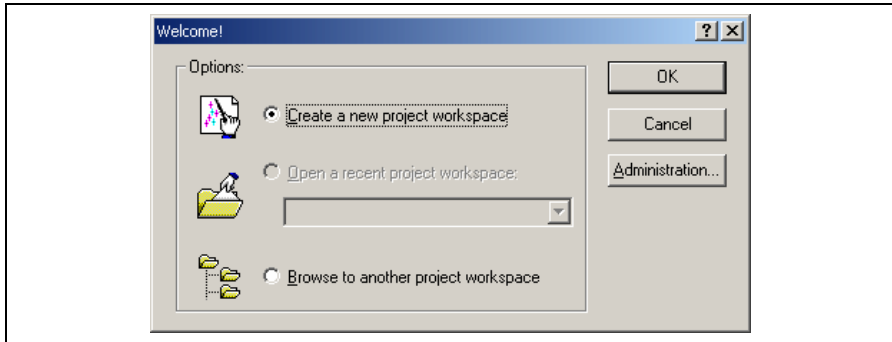 Welcome!
Options:
Create a new project workspace
Open a recent project workspace:
Browse to another project workspace
OK
Cancel
Administration...